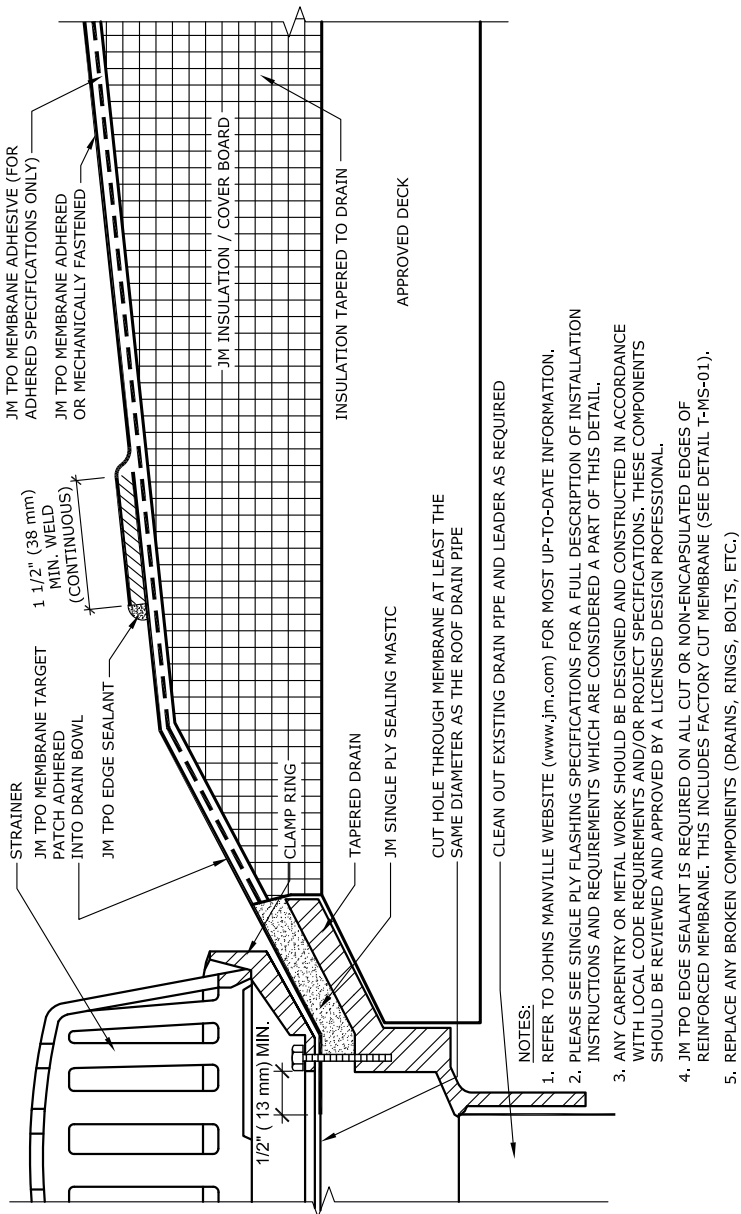 STRAINER
JM TPO MEMBRANE TARGET
PATCH ADHERED
INTO DRAIN BOWL
JM TPO EDGE SEALANT
1 1/2" (38 mm)
MIN. WELD
(CONTINUOUS)
JM TPO MEMBRANE ADHESIVE (FOR
ADHERED SPECIFICATIONS ONLY)
JM TPO MEMBRANE ADHERED
OR MECHANICALLY FASTENED
JM INSULATION / COVER BOARD
CLAMP RING
1/2" ( 13 mm) MIN.
INSULATION TAPERED TO DRAIN
TAPERED DRAIN
JM SINGLE PLY SEALING MASTIC
APPROVED DECK
CUT HOLE THROUGH MEMBRANE AT LEAST THE
SAME DIAMETER AS THE ROOF DRAIN PIPE
CLEAN OUT EXISTING DRAIN PIPE AND LEADER AS REQUIRED
NOTES:
1. REFER TO JOHNS MANVILLE WEBSITE (www.jm.com) FOR MOST UP-TO-DATE INFORMATION.
2. PLEASE SEE SINGLE PLY FLASHING SPECIFICATIONS FOR A FULL DESCRIPTION OF INSTALLATION
INSTRUCTIONS AND REQUIREMENTS WHICH ARE CONSIDERED A PART OF THIS DETAIL.
3. ANY CARPENTRY OR METAL WORK SHOULD BE DESIGNED AND CONSTRUCTED IN ACCORDANCE
WITH LOCAL CODE REQUIREMENTS AND/OR PROJECT SPECIFICATIONS. THESE COMPONENTS
SHOULD BE REVIEWED AND APPROVED BY A LICENSED DESIGN PROFESSIONAL.
4. JM TPO EDGE SEALANT IS REQUIRED ON ALL CUT OR NON-ENCAPSULATED EDGES OF
REINFORCED MEMBRANE. THIS INCLUDES FACTORY CUT MEMBRANE (SEE DETAIL T-MS-01).
5. REPLACE ANY BROKEN COMPONENTS (DRAINS, RINGS, BOLTS, ETC.)